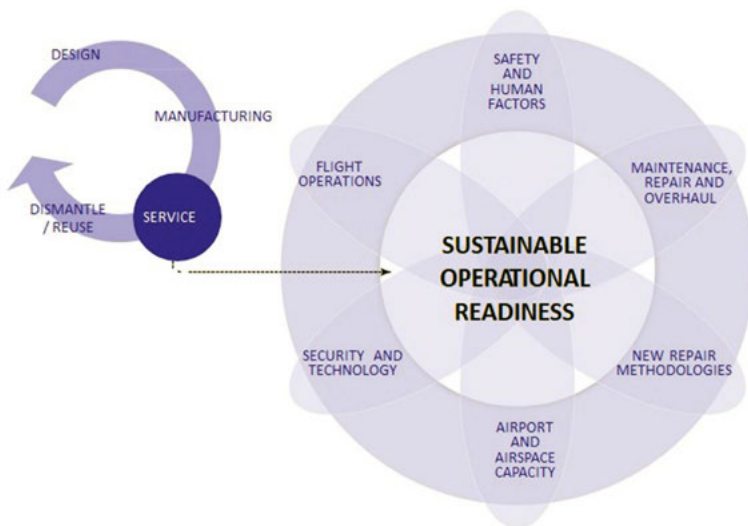 DESIGN
MANUFACTURING
DISMANTLE
/ REUSE
SERVICE
SAFETY
AND
HUMAN
FACTORS
FLIGHT
OPERATIONS
MAINTENANCE,
REPAIR AND
OVERHAUL
SUSTAINABLE
OPERATIONAL
READINESS
SECURITY AND
TECHNOLOGY
NEW REPAIR
METHODOLOGIES
AIRPORT
AND
AIRSPACE
CAPACITY